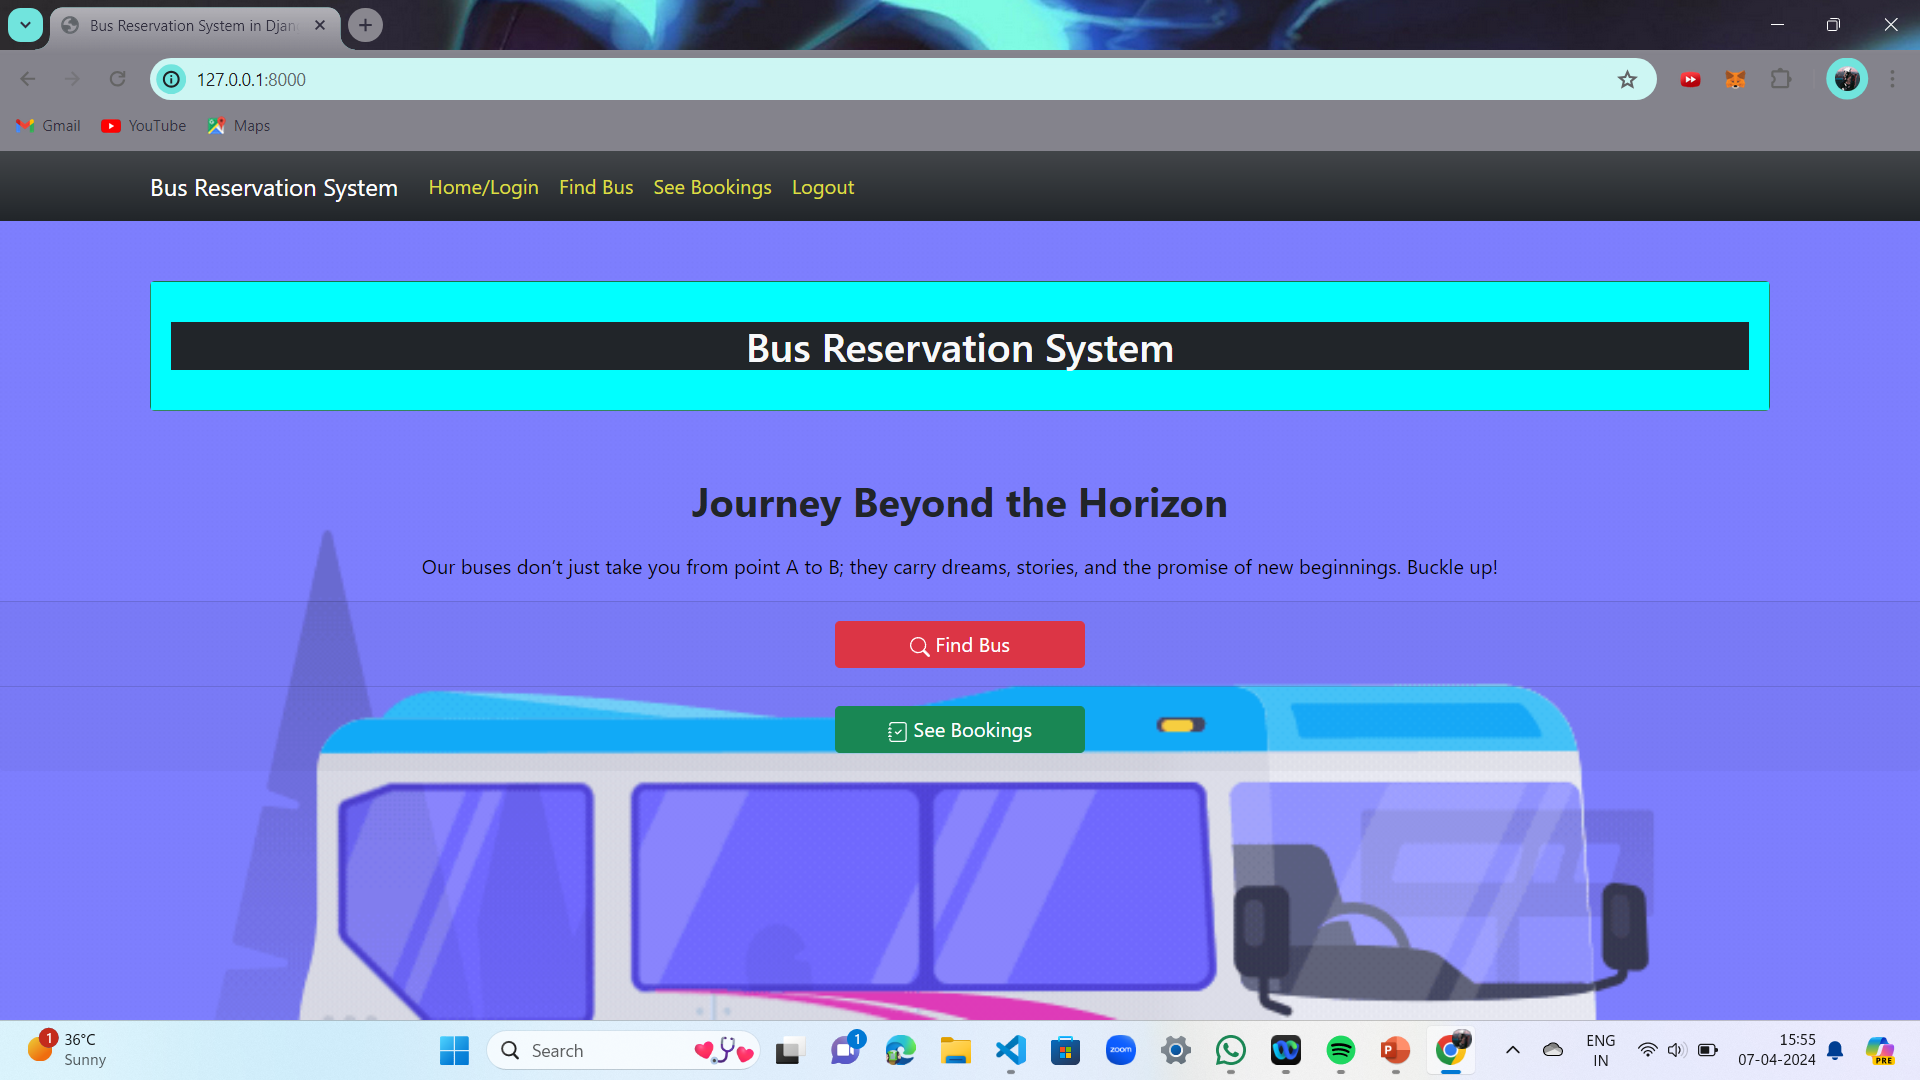 Bus Reservation System in Djan
127.0.0.1:8000
Gmail YouTube Maps
Bus Reservation System Home/Login Find Bus See Bookings Logout
Bus Reservation System
Journey Beyond the Horizon
Our buses don’t just take you from point A to B; they carry dreams, stories, and the promise of new beginnings. Buckle up!
Find Bus
See Bookings
1
36°C
Sunny
Search
1
zoom
ENG
IN
15:55
07-04-2024
PRE